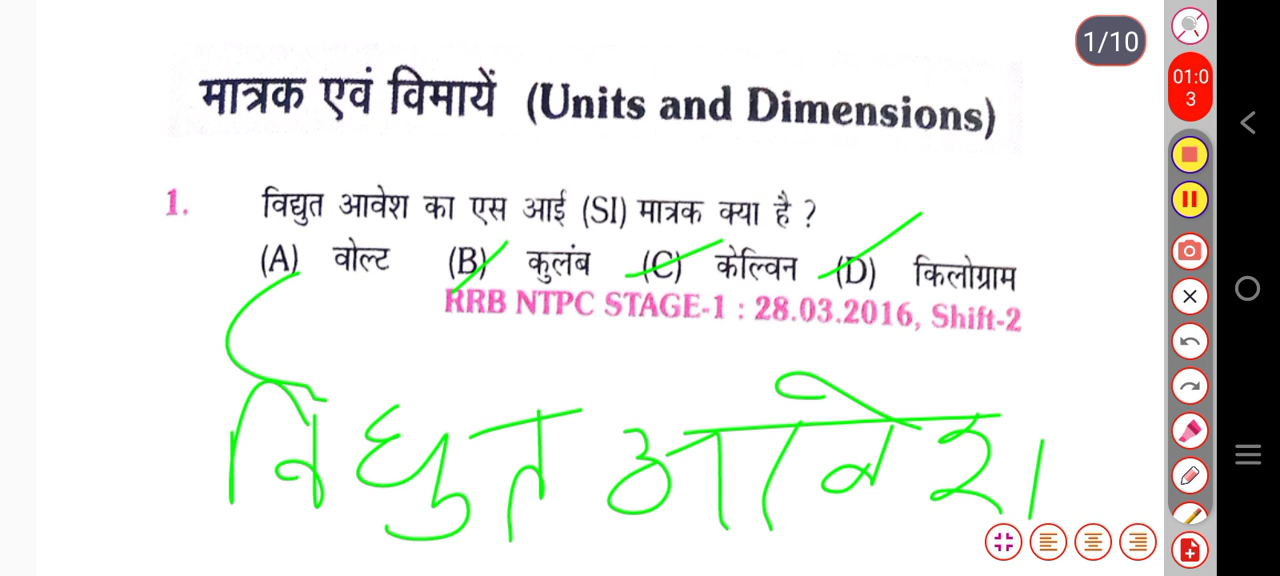 1/10
01:0
3
मात्रक एवं विमायें (Units and Dimensions)
1. विद्युत आवेश का एस आई (SI) मात्रक क्या है ?
(A) वोल्ट (B) कुलंब (C) केल्विन (D) किलोग्राम
RRB NTPC STAGE-1 : 28.03.2016, Shift-2
विधुत आवेश